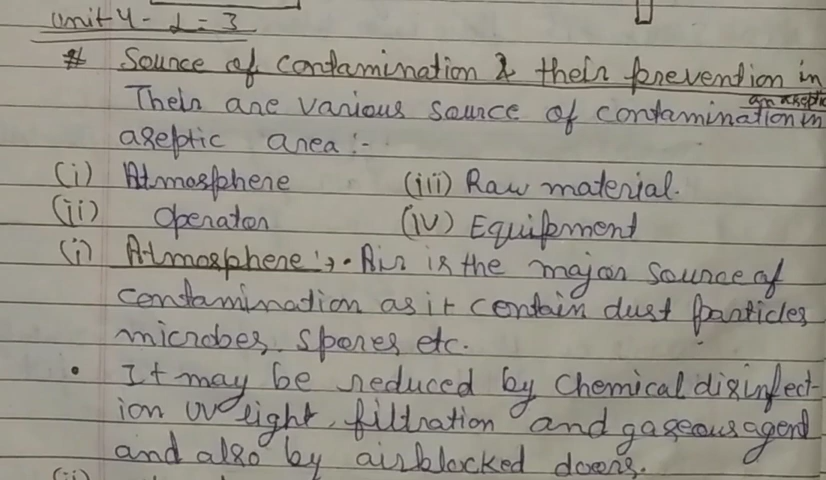 Unit 4 - L = 3
# Source of contamination & their prevention in
an aseptic
Their are various source of contamination in
aseptic area :-
(i) Atmosphere (iii) Raw material.
(ii) Operator (iv) Equipment
(i) Atmosphere :→ • Air is the major source of
contamination as it contain dust particles
microbes, spores etc.
• It may be reduced by chemical disinfect-
ion UV light, filtration and gaseous agent
and also by airblocked doors.
(ii)